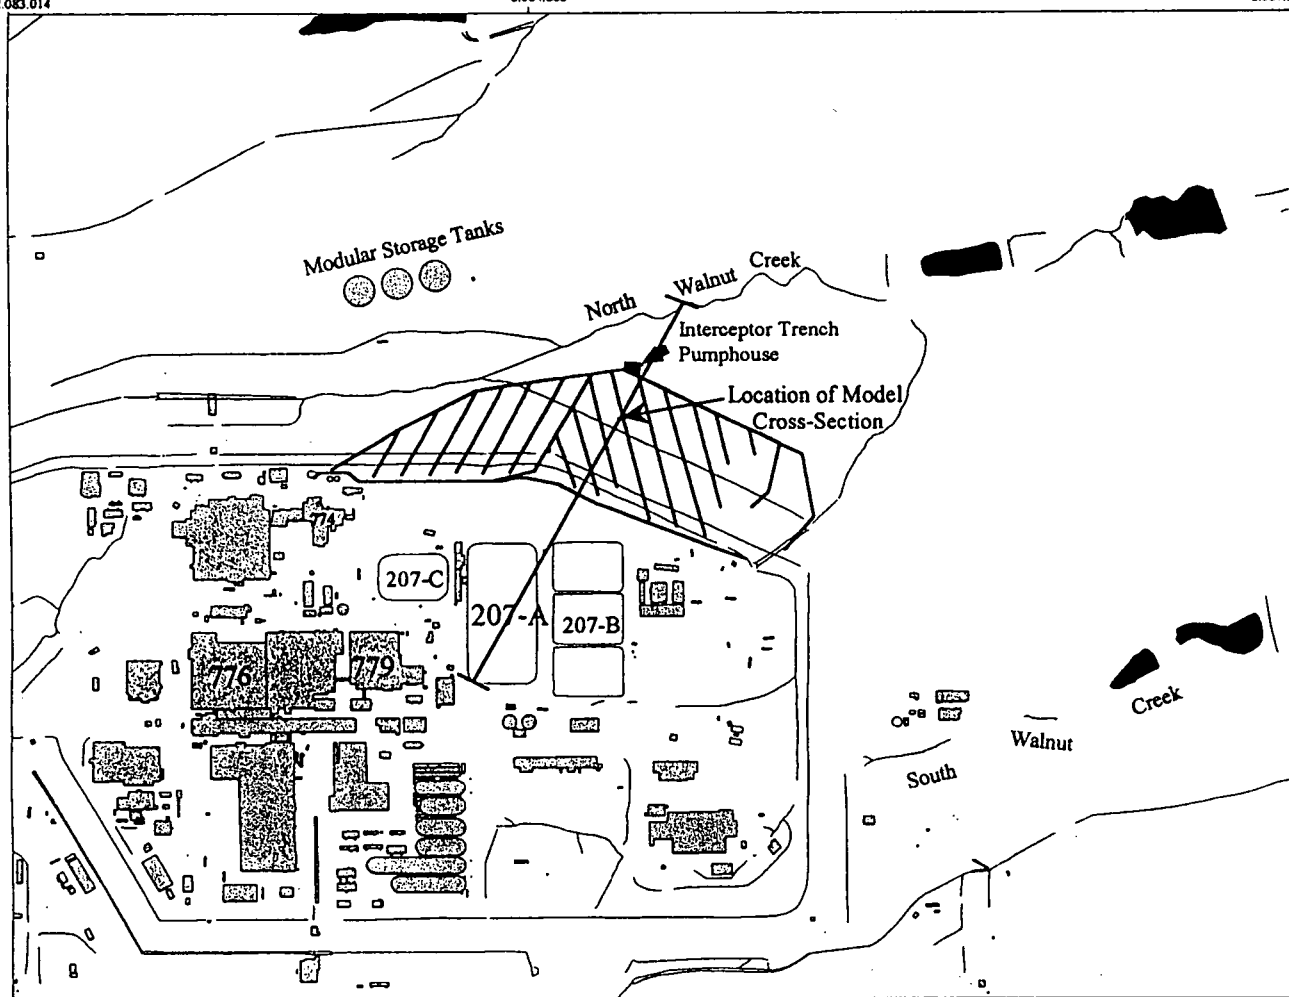 083.014
Modular Storage Tanks
North Walnut Creek
Interceptor Trench
Pumphouse
Location of Model
Cross-Section
774
207-C
207-A
207-B
776
779
South Walnut Creek